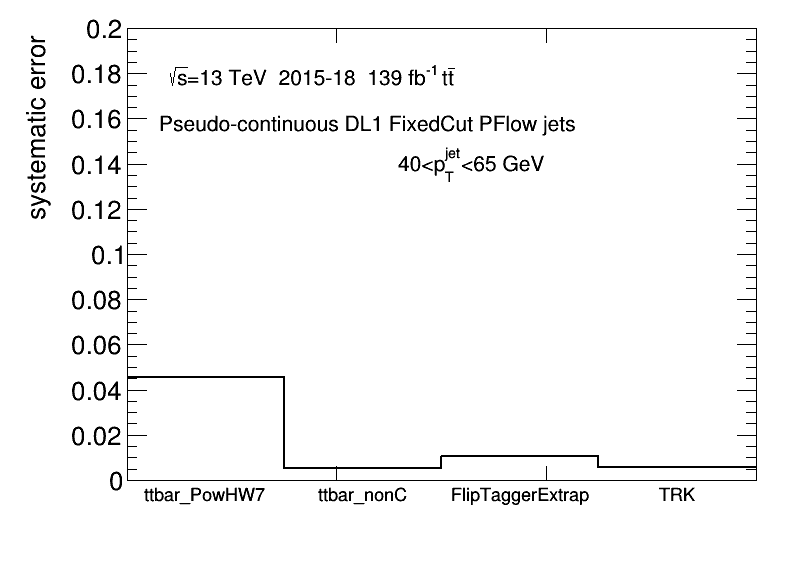 systematic error
0.2
0.18
0.16
0.14
0.12
0.1
0.08
0.06
0.04
0.02
0
√s=13 TeV 2015-18 139 fb⁻¹ tt̄
Pseudo-continuous DL1 FixedCut PFlow jets
40<p_T^jet<65 GeV
ttbar_PowHW7 ttbar_nonC FlipTaggerExtrap TRK